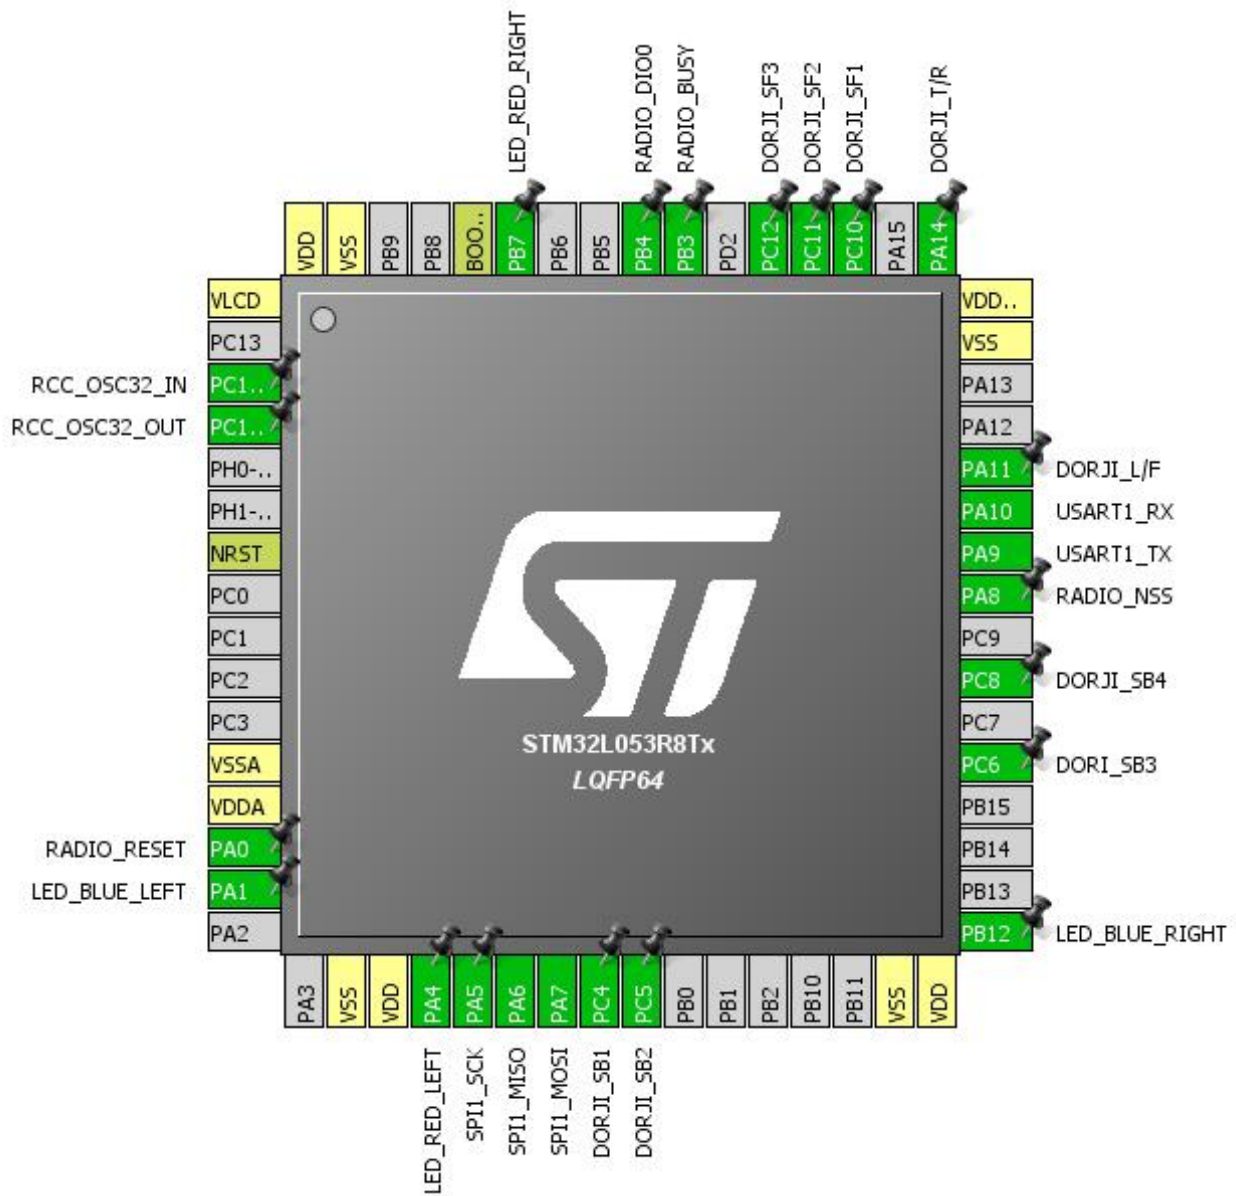 LED_RED_RIGHT
RADIO_DIO0
RADIO_BUSY
DORJI_SF3
DORJI_SF2
DORJI_SF1
DORJI_T/R
VDD
VSS
PB9
PB8
BOO..
PB7
PB6
PB5
PB4
PB3
PD2
PC12
PC11
PC10
PA15
PA14
VLCD
PC13
RCC_OSC32_IN PC1..
RCC_OSC32_OUT PC1..
PH0-..
PH1-..
NRST
PC0
PC1
PC2
PC3
VSSA
VDDA
RADIO_RESET PA0
LED_BLUE_LEFT PA1
PA2
ST
STM32L053R8Tx
LQFP64
VDD..
VSS
PA13
PA12
PA11 DORJI_L/F
PA10 USART1_RX
PA9 USART1_TX
PA8 RADIO_NSS
PC9
PC8 DORJI_SB4
PC7
PC6 DORI_SB3
PB15
PB14
PB13
PB12 LED_BLUE_RIGHT
PA3
VSS
VDD
PA4
PA5
PA6
PA7
PC4
PC5
PB0
PB1
PB2
PB10
PB11
VSS
VDD
LED_RED_LEFT
SPI1_SCK
SPI1_MISO
SPI1_MOSI
DORJI_SB1
DORJI_SB2